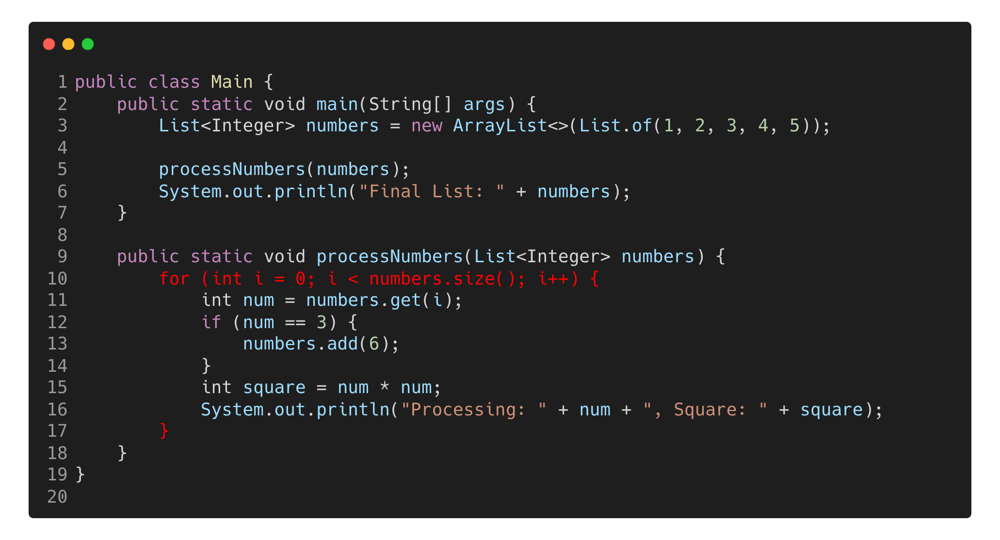 1 public class Main {
2     public static void main(String[] args) {
3         List<Integer> numbers = new ArrayList<>(List.of(1, 2, 3, 4, 5));
4
5         processNumbers(numbers);
6         System.out.println("Final List: " + numbers);
7     }
8
9     public static void processNumbers(List<Integer> numbers) {
10         for (int i = 0; i < numbers.size(); i++) {
11             int num = numbers.get(i);
12             if (num == 3) {
13                 numbers.add(6);
14             }
15             int square = num * num;
16             System.out.println("Processing: " + num + ", Square: " + square);
17         }
18     }
19 }
20